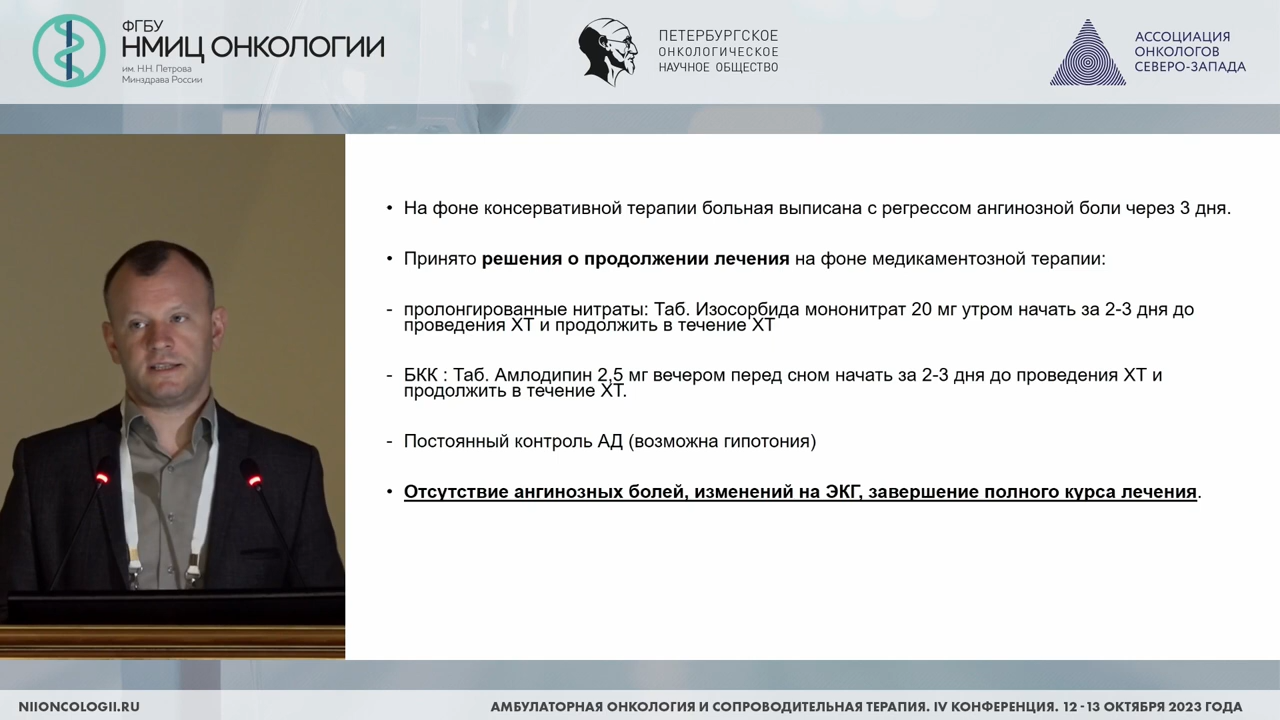 ФГБУ
НМИЦ ОНКОЛОГИИ
им. Н.Н. Петрова
Минздрава России
ПЕТЕРБУРГСКОЕ
ОНКОЛОГИЧЕСКОЕ
НАУЧНОЕ ОБЩЕСТВО
АССОЦИАЦИЯ
ОНКОЛОГОВ
СЕВЕРО-ЗАПАДА
• На фоне консервативной терапии больная выписана с регрессом ангинозной боли через 3 дня.
• Принято решения о продолжении лечения на фоне медикаментозной терапии:
- пролонгированные нитраты: Таб. Изосорбида мононитрат 20 мг утром начать за 2-3 дня до
проведения ХТ и продолжить в течение ХТ
- БКК : Таб. Амлодипин 2,5 мг вечером перед сном начать за 2-3 дня до проведения ХТ и
продолжить в течение ХТ.
- Постоянный контроль АД (возможна гипотония)
• Отсутствие ангинозных болей, изменений на ЭКГ, завершение полного курса лечения.
NIIONCOLOGII.RU
АМБУЛАТОРНАЯ ОНКОЛОГИЯ И СОПРОВОДИТЕЛЬНАЯ ТЕРАПИЯ. IV КОНФЕРЕНЦИЯ. 12 - 13 ОКТЯБРЯ 2023 ГОДА